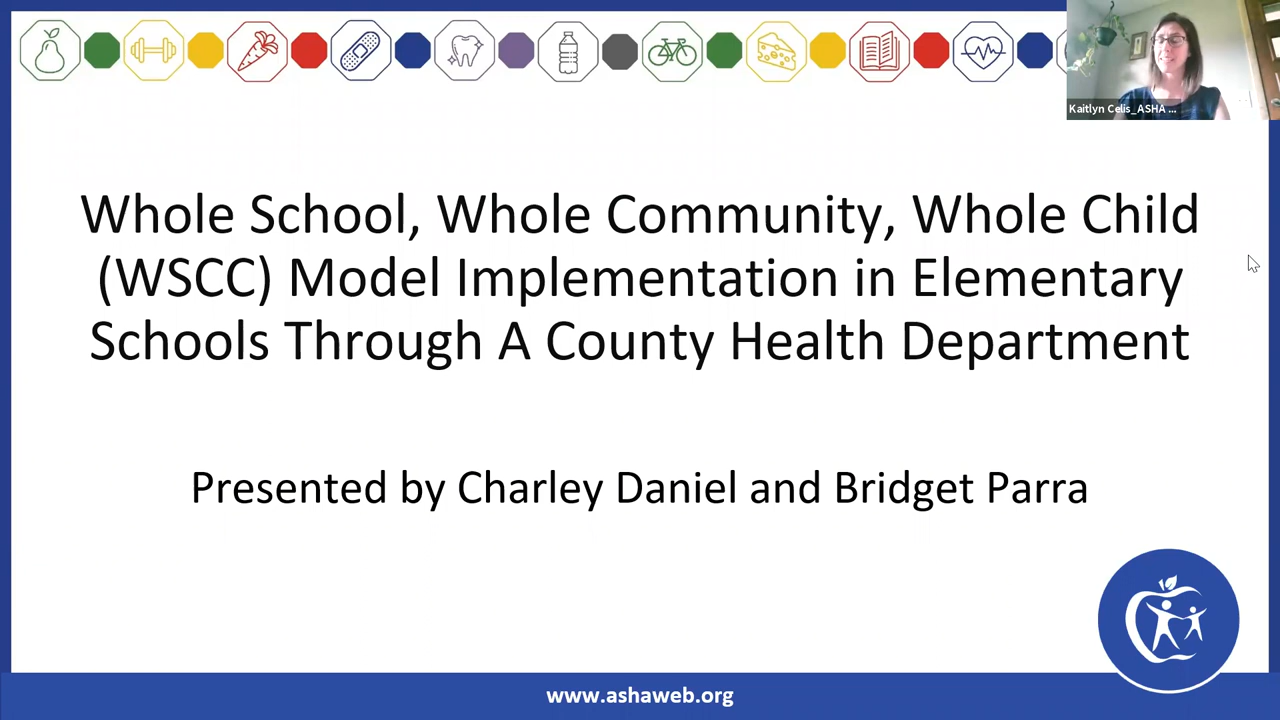 Kaitlyn Celis_ASHA ...
Whole School, Whole Community, Whole Child
(WSCC) Model Implementation in Elementary
Schools Through A County Health Department
Presented by Charley Daniel and Bridget Parra
www.ashaweb.org